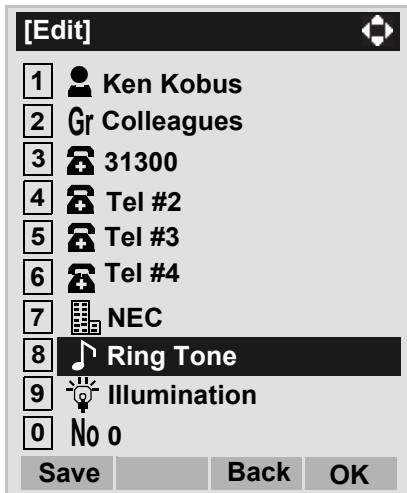 [Edit]
1 Ken Kobus
2 Gr Colleagues
3 31300
4 Tel #2
5 Tel #3
6 Tel #4
7 NEC
8 Ring Tone
9 Illumination
0 No 0
Save Back OK